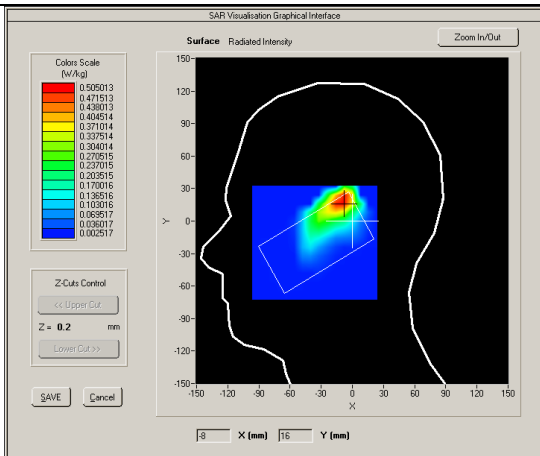 SAR Visualisation Graphical Interface
Surface Radiated Intensity
Zoom In/Out
Colors Scale
(W/kg)
0.505013
0.471513
0.438013
0.404514
0.371014
0.337514
0.304014
0.270515
0.237015
0.203515
0.170016
0.136516
0.103016
0.069517
0.036017
0.002517
150
120
90
60
30
0
-30
-60
-90
-120
-150
Y
-150 -120 -90 -60 -30 0 30 60 90 120 150
X
Z-Cuts Control
<< Upper Cut
Z = 0.2 mm
Lower Cut >>
SAVE Cancel
-8 X (mm) 16 Y (mm)